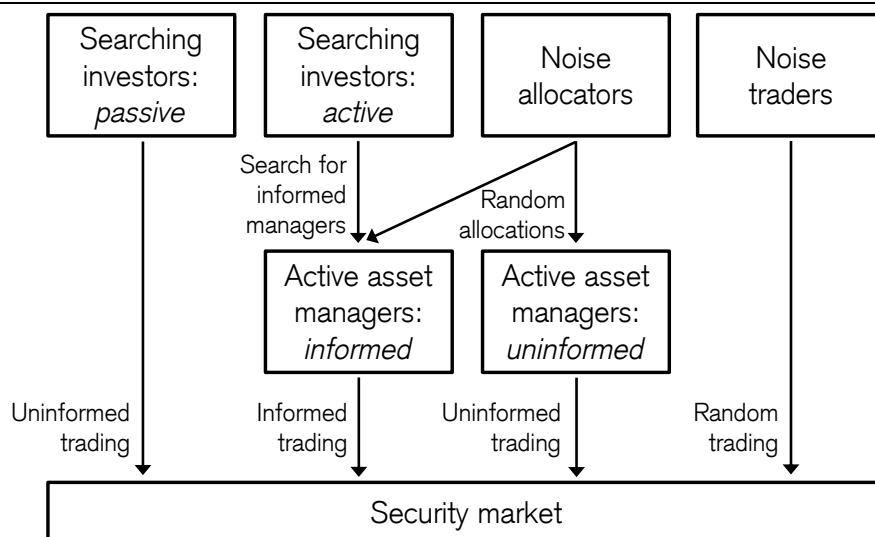 Searching
investors:
passive
Searching
investors:
active
Noise
allocators
Noise
traders
Search for
informed
managers
Random
allocations
Active asset
managers:
informed
Active asset
managers:
uninformed
Uninformed
trading
Informed
trading
Uninformed
trading
Random
trading
Security market